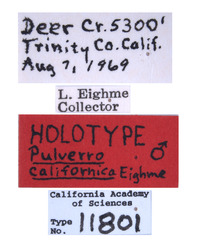 Deer Cr. 5300'
Trinity Co. Calif.
Aug 7, 1969
L. Eighme
Collector
HOLOTYPE ♂
Pulverro
californica Eighme
California Academy
of Sciences
Type
No. 11801